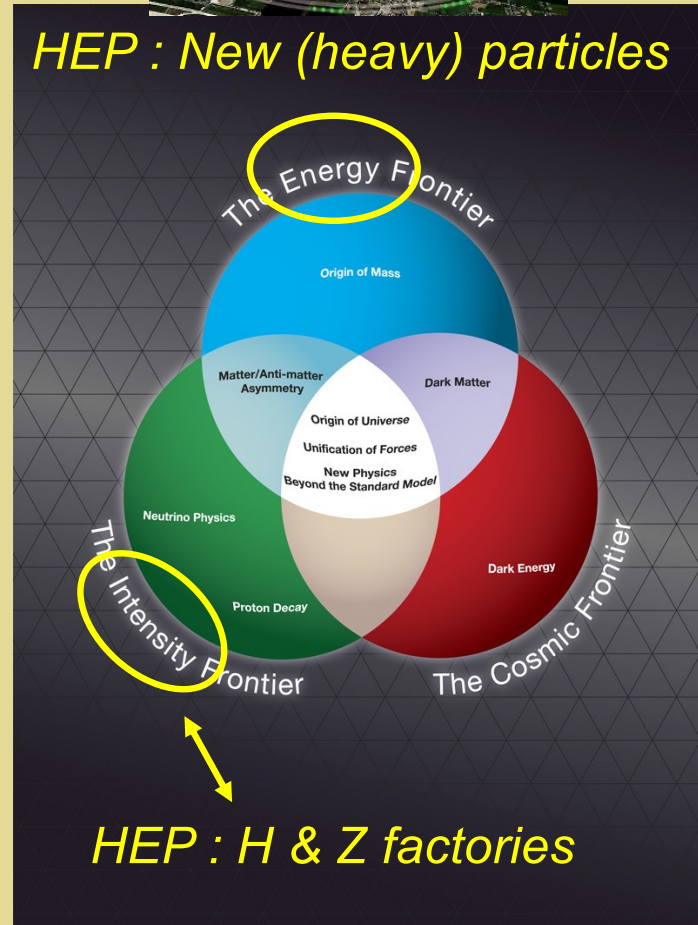 HEP : New (heavy) particles
The Energy Frontier
Origin of Mass
Matter/Anti-matter
Asymmetry
Dark Matter
Origin of Universe
Unification of Forces
New Physics
Beyond the Standard Model
Neutrino Physics
Dark Energy
Proton Decay
The Intensity Frontier
The Cosmic Frontier
HEP : H & Z factories